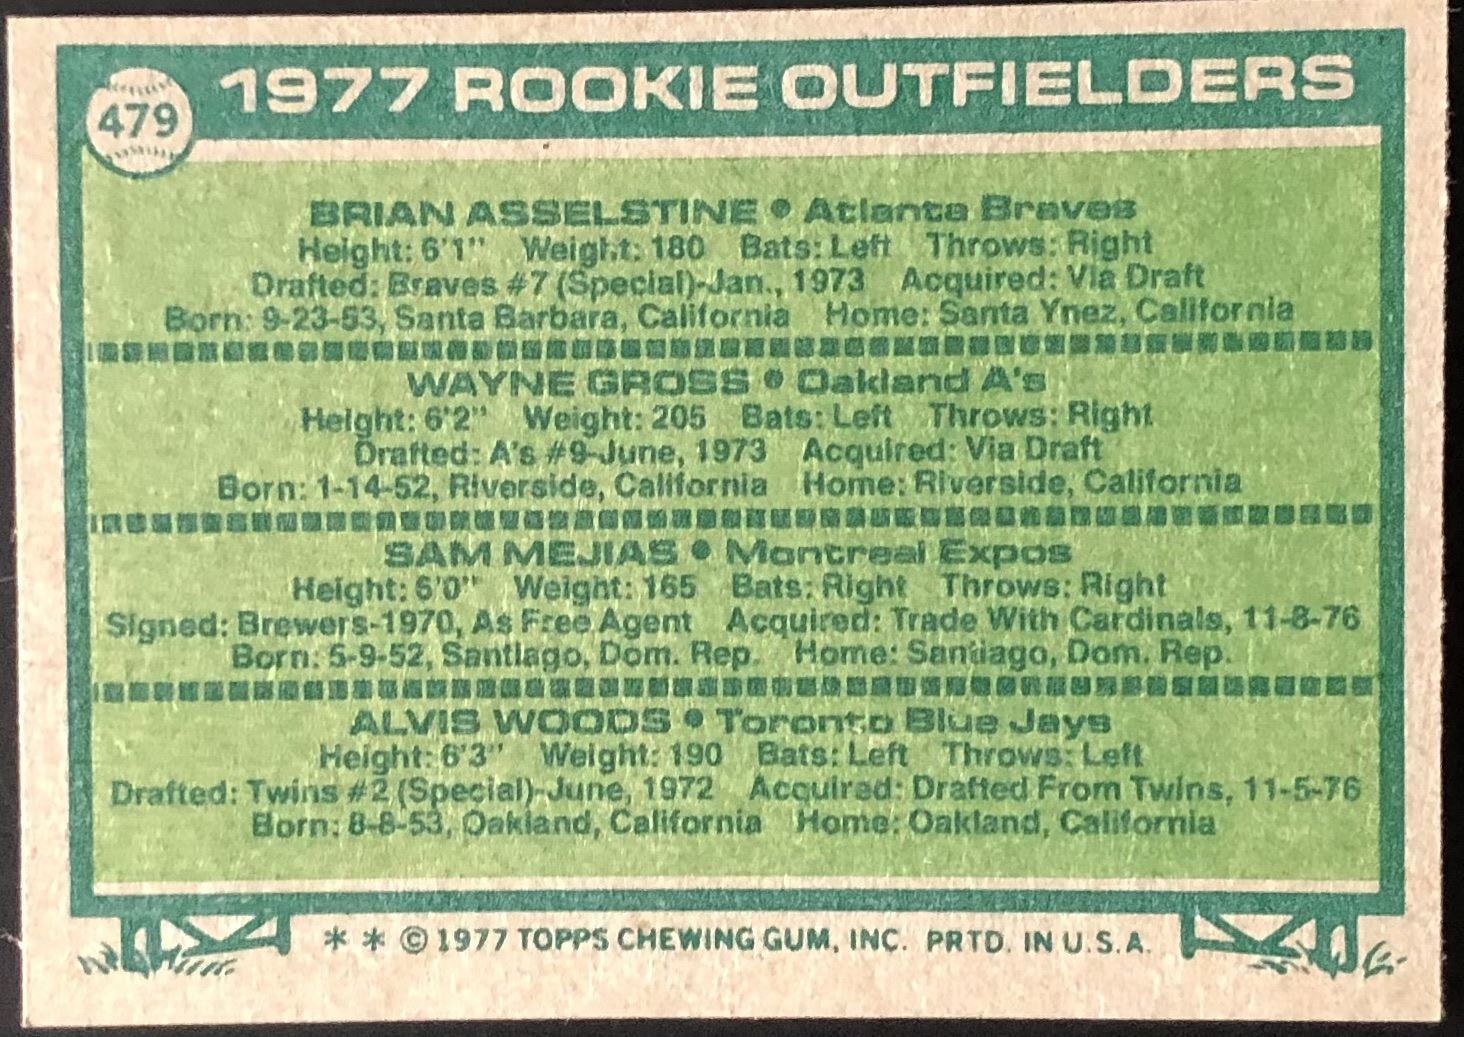 479
1977 ROOKIE OUTFIELDERS
BRIAN ASSELSTINE • Atlanta Braves
Height: 6'1" Weight: 180 Bats: Left Throws: Right
Drafted: Braves #7 (Special)-Jan., 1973 Acquired: Via Draft
Born: 9-23-53, Santa Barbara, California Home: Santa Ynez, California
WAYNE GROSS • Oakland A's
Height: 6'2" Weight: 205 Bats: Left Throws: Right
Drafted: A's #9-June, 1973 Acquired: Via Draft
Born: 1-14-52, Riverside, California Home: Riverside, California
SAM MEJIAS • Montreal Expos
Height: 6'0" Weight: 165 Bats: Right Throws: Right
Signed: Brewers-1970, As Free Agent Acquired: Trade With Cardinals, 11-8-76
Born: 5-9-52, Santiago, Dom. Rep. Home: Santiago, Dom. Rep.
ALVIS WOODS • Toronto Blue Jays
Height: 6'3" Weight: 190 Bats: Left Throws: Left
Drafted: Twins #2 (Special)-June, 1972 Acquired: Drafted From Twins, 11-5-76
Born: 8-8-53, Oakland, California Home: Oakland, California
* * © 1977 TOPPS CHEWING GUM, INC. PRTD. IN U.S.A.